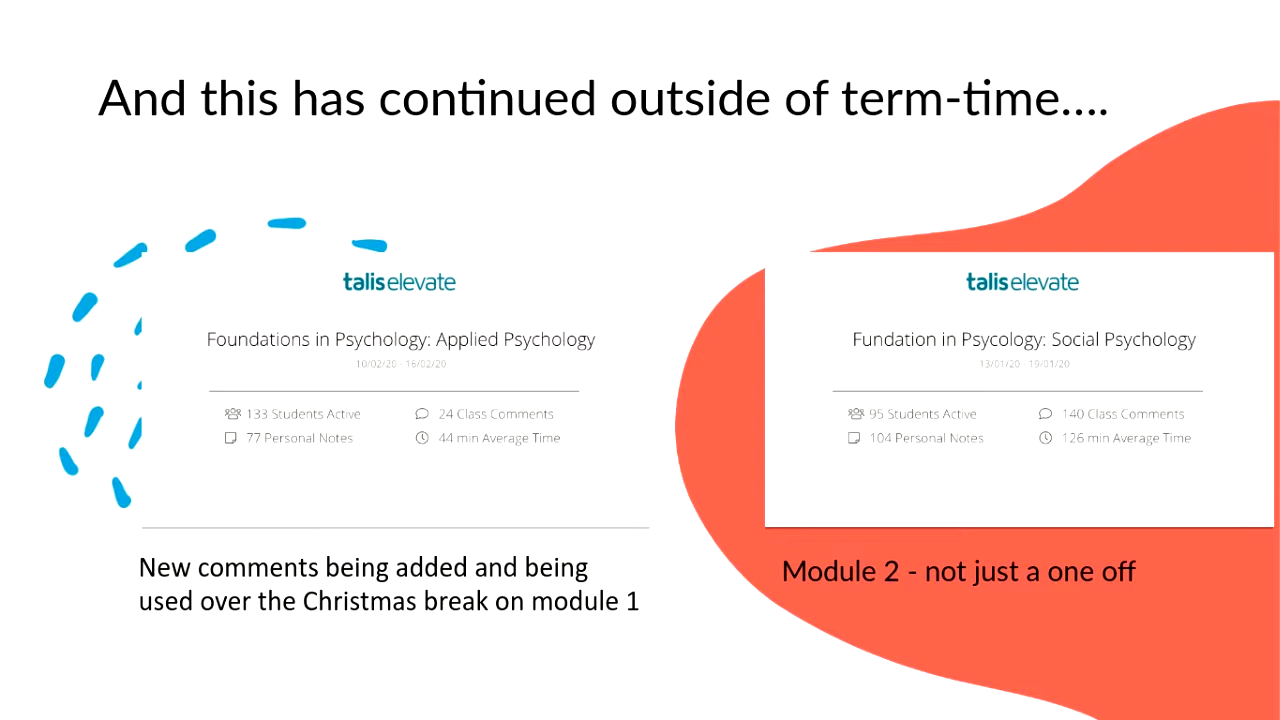 And this has continued outside of term-time....
talis elevate
Foundations in Psychology: Applied Psychology
10/02/20 - 16/02/20
133 Students Active
24 Class Comments
77 Personal Notes
44 min Average Time
New comments being added and being
used over the Christmas break on module 1
talis elevate
Fundation in Psycology: Social Psychology
13/01/20 - 19/01/20
95 Students Active
140 Class Comments
104 Personal Notes
126 min Average Time
Module 2 - not just a one off